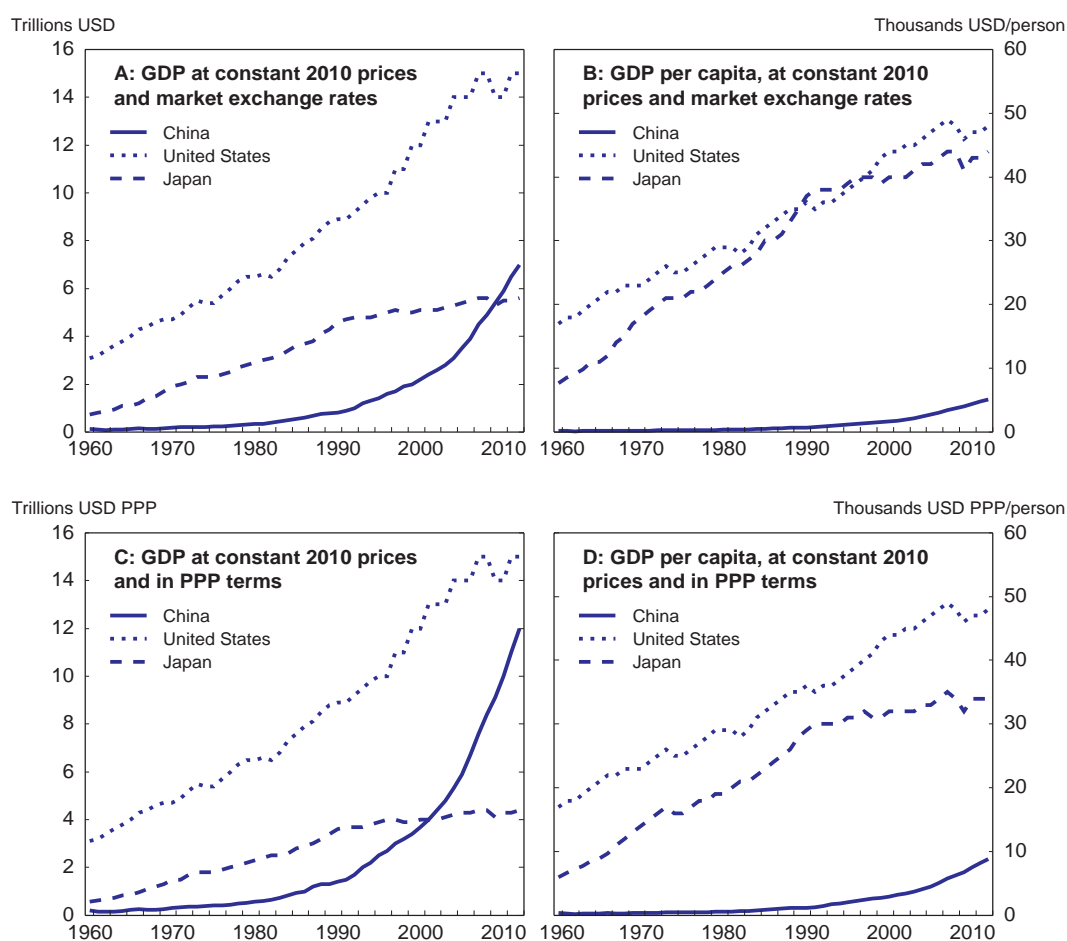 Trillions USD
Thousands USD/person
A: GDP at constant 2010 prices
and market exchange rates
China
United States
Japan
16
14
12
10
8
6
4
2
0
1960 1970 1980 1990 2000 2010
B: GDP per capita, at constant 2010
prices and market exchange rates
China
United States
Japan
60
50
40
30
20
10
0
1960 1970 1980 1990 2000 2010
Trillions USD PPP
Thousands USD PPP/person
C: GDP at constant 2010 prices
and in PPP terms
China
United States
Japan
16
14
12
10
8
6
4
2
0
1960 1970 1980 1990 2000 2010
D: GDP per capita, at constant 2010
prices and in PPP terms
China
United States
Japan
60
50
40
30
20
10
0
1960 1970 1980 1990 2000 2010